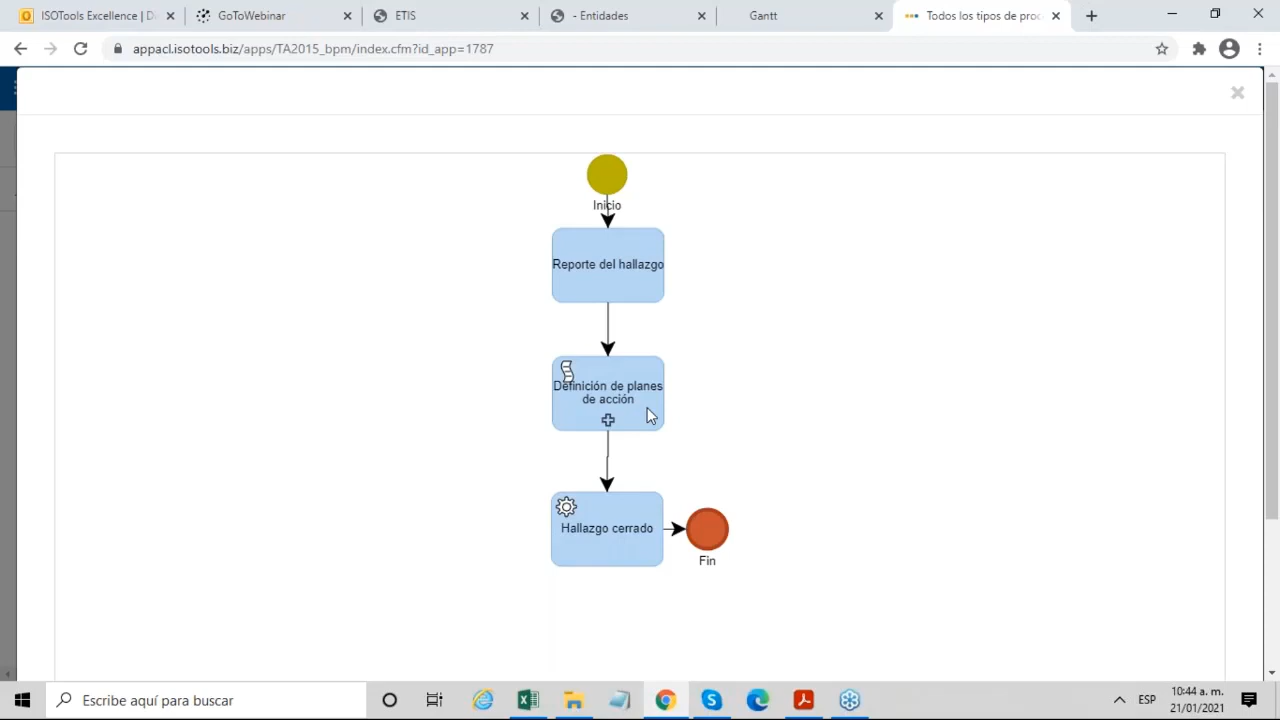 ISOTools Excellence | D
GoToWebinar
ETIS
- Entidades
Gantt
Todos los tipos de proc
appacl.isotools.biz/apps/TA2015_bpm/index.cfm?id_app=1787
Inicio
Reporte del hallazgo
Definición de planes
de acción
Hallazgo cerrado
Fin
Escribe aquí para buscar
ESP
10:44 a. m.
21/01/2021